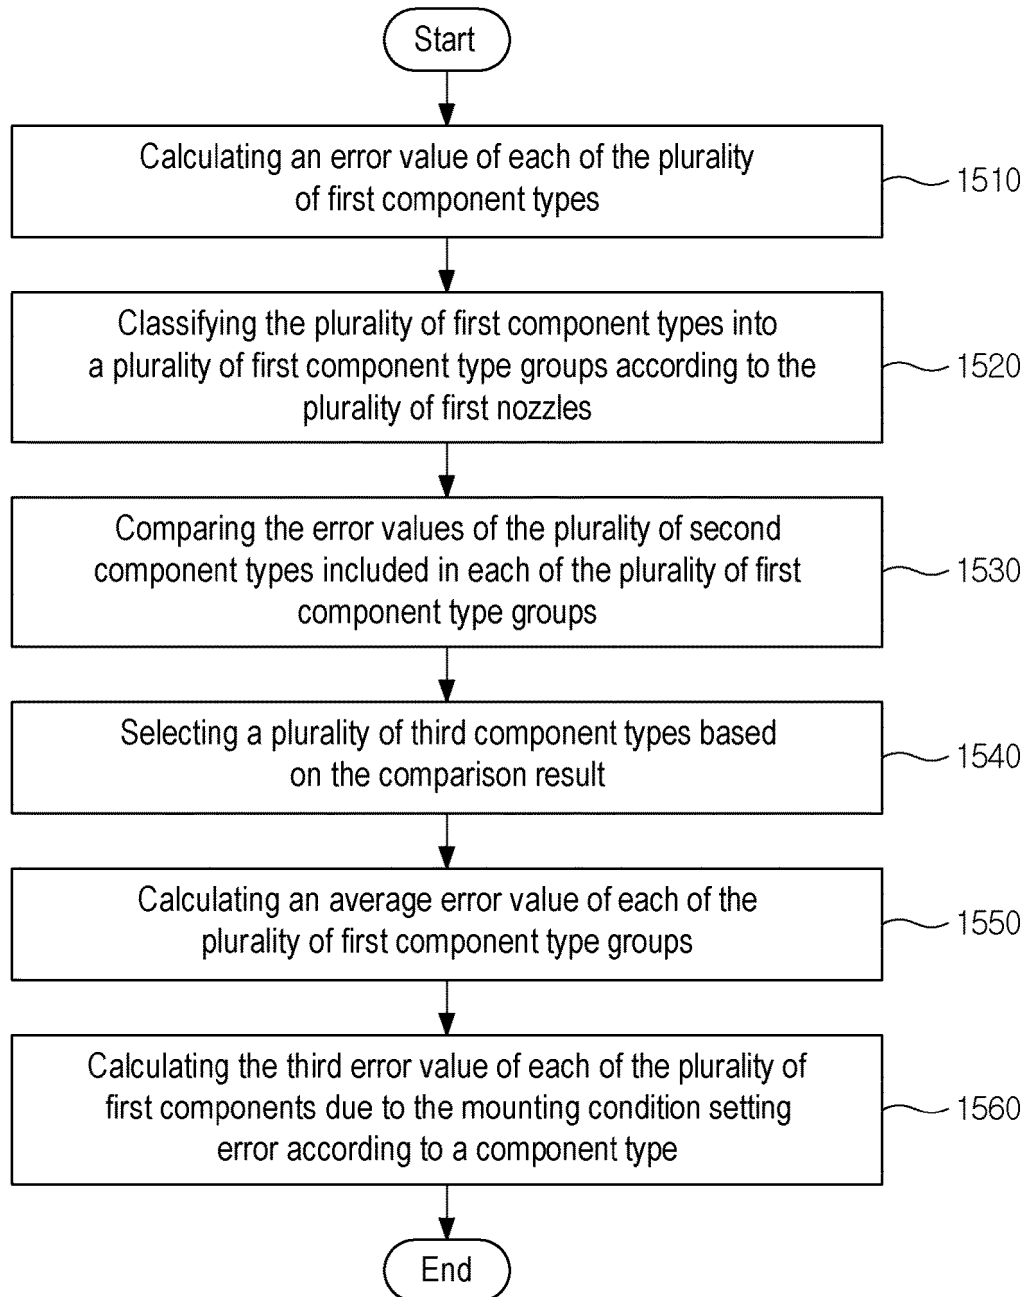 Start
Calculating an error value of each of the plurality
of first component types
1510
Classifying the plurality of first component types into
a plurality of first component type groups according to the
plurality of first nozzles
1520
Comparing the error values of the plurality of second
component types included in each of the plurality of first
component type groups
1530
Selecting a plurality of third component types based
on the comparison result
1540
Calculating an average error value of each of the
plurality of first component type groups
1550
Calculating the third error value of each of the plurality of
first components due to the mounting condition setting
error according to a component type
1560
End